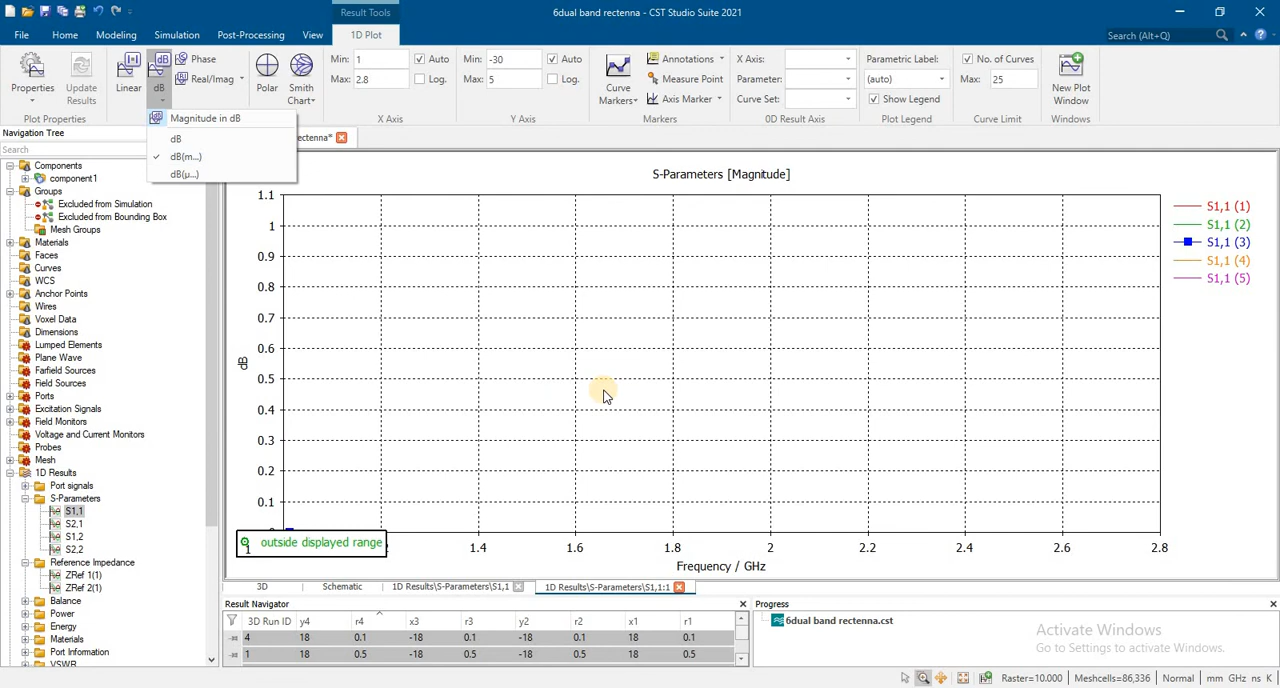 Result Tools
6dual band rectenna - CST Studio Suite 2021
File Home Modeling Simulation Post-Processing View 1D Plot
Search (Alt+Q)
Properties
Update Results
Plot Properties
Linear
dB
Phase
Real/Imag
Polar
Smith Chart
Min: 1 Auto
Max: 2.8 Log.
X Axis
Min: -30 Auto
Max: 5 Log.
Y Axis
Curve Markers
Annotations
Measure Point
Axis Marker
Markers
X Axis:
Parameter:
Curve Set:
0D Result Axis
Parametric Label:
(auto)
Show Legend
Plot Legend
No. of Curves
Max: 25
Curve Limit
New Plot Window
Windows
Magnitude in dB
dB
dB(m...)
dB(µ...)
Navigation Tree
Search
ectenna*
Components
component1
Groups
Excluded from Simulation
Excluded from Bounding Box
Mesh Groups
Materials
Faces
Curves
WCS
Anchor Points
Wires
Voxel Data
Dimensions
Lumped Elements
Plane Wave
Farfield Sources
Field Sources
Ports
Excitation Signals
Field Monitors
Voltage and Current Monitors
Probes
Mesh
1D Results
Port signals
S-Parameters
S1,1
S2,1
S1,2
S2,2
Reference Impedance
ZRef 1(1)
ZRef 2(1)
Balance
Power
Energy
Materials
Port Information
VSWR
S-Parameters [Magnitude]
1.1
1
0.9
0.8
0.7
0.6
0.5
0.4
0.3
0.2
0.1
dB
1 outside displayed range
1.4 1.6 1.8 2 2.2 2.4 2.6 2.8
Frequency / GHz
S1,1 (1)
S1,1 (2)
S1,1 (3)
S1,1 (4)
S1,1 (5)
3D Schematic 1D Results\S-Parameters\S1,1 1D Results\S-Parameters\S1,1:1
Result Navigator
3D Run ID y4 r4 x3 r3 y2 r2 x1 r1
4 18 0.1 -18 0.1 -18 0.1 18 0.1
1 18 0.5 -18 0.5 -18 0.5 18 0.5
Progress
6dual band rectenna.cst
Activate Windows
Go to Settings to activate Windows.
Raster=10.000 Meshcells=86,336 Normal mm GHz ns K